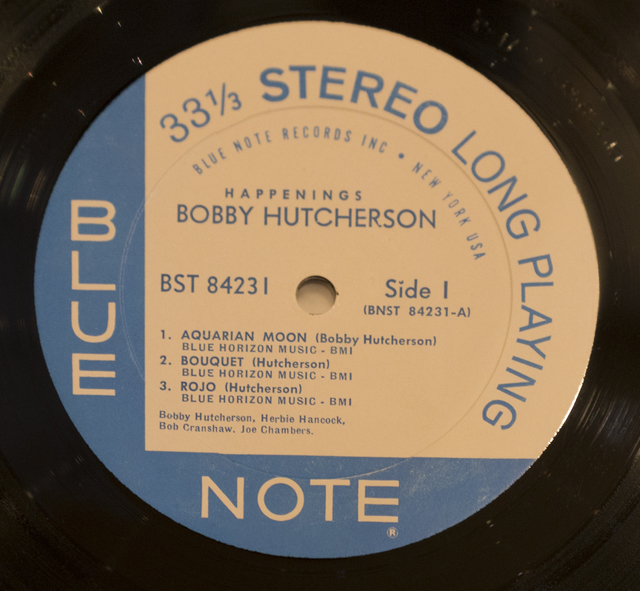 33⅓ STEREO LONG PLAYING
BLUE NOTE RECORDS INC • NEW YORK USA
HAPPENINGS
BOBBY HUTCHERSON
BST 84231
Side 1
(BNST 84231-A)
1. AQUARIAN MOON (Bobby Hutcherson)
BLUE HORIZON MUSIC - BMI
2. BOUQUET (Hutcherson)
BLUE HORIZON MUSIC - BMI
3. ROJO (Hutcherson)
BLUE HORIZON MUSIC - BMI
Bobby Hutcherson, Herbie Hancock,
Bob Cranshaw, Joe Chambers.
BLUE
NOTE
®